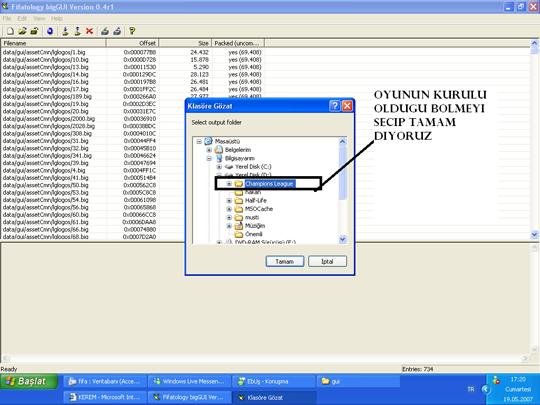 Fifatology bigGUI Version 0.4r1
File Edit View Help
Filename Offset Size Packed (uncom...
data/gui/assetCmn/lglogos/1.big 0x000077B8 24.432 yes (69.408)
data/gui/assetCmn/lglogos/10.big 0x0000D728 15.878 yes (69.408)
data/gui/assetCmn/lglogos/13.big 0x00011530 5.290 yes (69.408)
data/gui/assetCmn/lglogos/14.big 0x000129DC 28.123 yes (69.408)
data/gui/assetCmn/lglogos/16.big 0x000197B8 26.481 yes (69.408)
data/gui/assetCmn/lglogos/17.big 0x0001FF2C 26.484 yes (69.408)
data/gui/assetCmn/lglogos/189.big 0x000266A0 27.977 yes (69.408)
data/gui/assetCmn/lglogos/19.big 0x0002D3EC
data/gui/assetCmn/lglogos/20.big 0x00031E7C
data/gui/assetCmn/lglogos/2000.big 0x00036910
data/gui/assetCmn/lglogos/2028.big 0x0003BBDC
data/gui/assetCmn/lglogos/308.big 0x0004010C
data/gui/assetCmn/lglogos/31.big 0x00044FF4
data/gui/assetCmn/lglogos/32.big 0x000458F0
data/gui/assetCmn/lglogos/341.big 0x00046624
data/gui/assetCmn/lglogos/39.big 0x0004 7694
data/gui/assetCmn/lglogos/4.big 0x0004FF1C
data/gui/assetCmn/lglogos/41.big 0x000514B4
data/gui/assetCmn/lglogos/50.big 0x000562C8
data/gui/assetCmn/lglogos/53.big 0x0005C8C8
data/gui/assetCmn/lglogos/54.big 0x00061098
data/gui/assetCmn/lglogos/56.big 0x00065868
data/gui/assetCmn/lglogos/60.big 0x00066CC8
data/gui/assetCmn/lglogos/61.big 0x0006DAA8
data/gui/assetCmn/lglogos/66.big 0x00074880
data/gui/assetCmn/lglogos/68.big 0x0007D2A0
Klasöre Gözat
Select output folder
Masaüstü
Belgelerim
Bilgisayarım
Yerel Disk (C:)
Yerel Disk (D:)
Champions League
hakan
Half-Life
MSOCache
musti
Müziğim
Önemli
DVD-RAM Sürücüsü (E:)
Tamam İptal
OYUNUN KURULU
OLDUGU BOLMEYI
SECIP TAMAM
DIYORUZ
Ready Entries: 734
Başlat
fifa : Veritabanı (Acce...
Windows Live Messen...
EbUş - Konuşma
gui
KEREM - Microsoft Int...
Fifatology bigGUI Ver...
Klasöre Gözat
TR
17:20
Cumartesi
19.05.2007